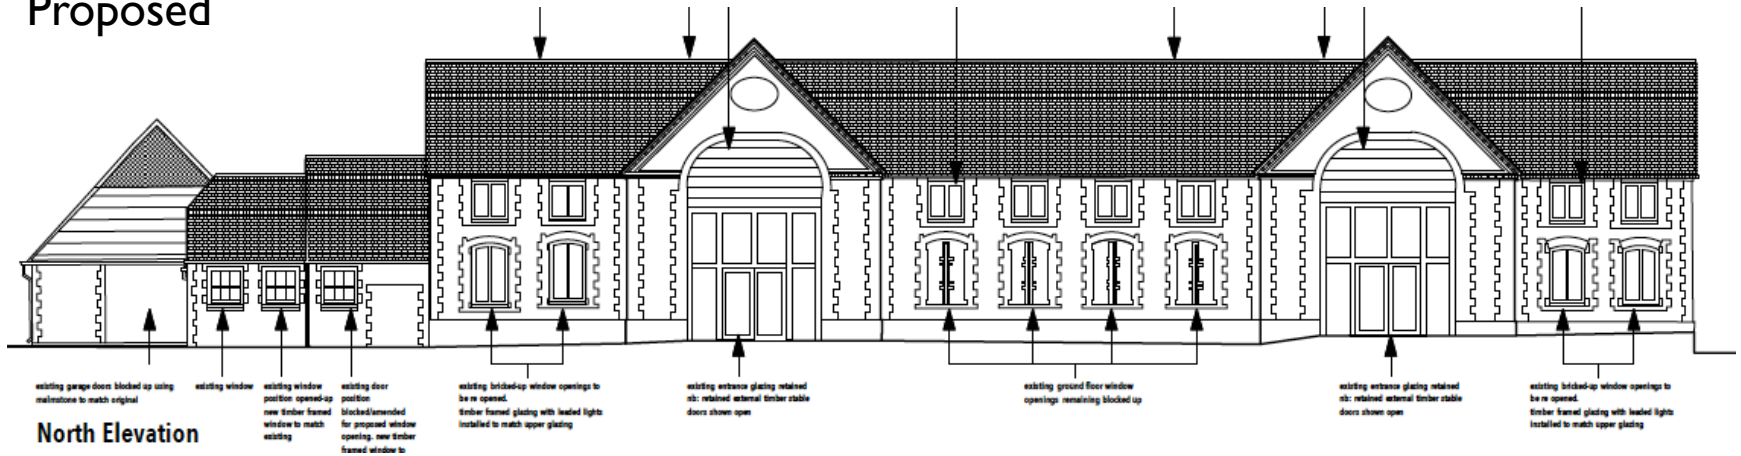 Proposed
existing garage doors blocked up using
malmstone to match original
existing window
existing window
position opened-up
new timber framed
window to match
existing
existing door
position
blocked/amended
for proposed window
opening. new timber
framed window to
existing bricked-up window openings to
be re opened.
timber framed glazing with leaded lights
installed to match upper glazing
existing entrance glazing retained
nb: retained external timber stable
doors shown open
existing ground floor window
openings remaining blocked up
existing entrance glazing retained
nb: retained external timber stable
doors shown open
existing bricked-up window openings to
be re opened.
timber framed glazing with leaded lights
installed to match upper glazing
North Elevation